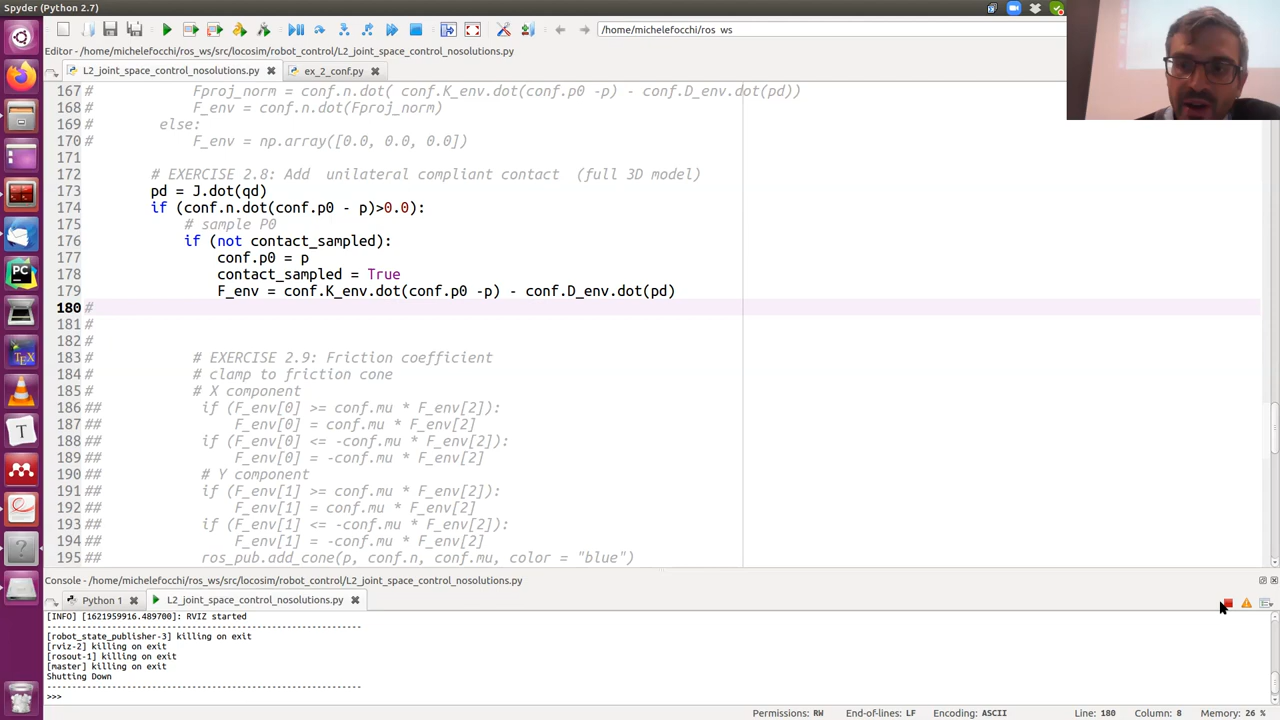 Spyder (Python 2.7)
/home/michelefocchi/ros_ws
Editor - /home/michelefocchi/ros_ws/src/locosim/robot_control/L2_joint_space_control_nosolutions.py
L2_joint_space_control_nosolutions.py ex_2_conf.py
167 # Fproj_norm = conf.n.dot( conf.K_env.dot(conf.p0 -p) - conf.D_env.dot(pd))
168 # F_env = conf.n.dot(Fproj_norm)
169 # else:
170 # F_env = np.array([0.0, 0.0, 0.0])
171
172 # EXERCISE 2.8: Add unilateral compliant contact (full 3D model)
173 pd = J.dot(qd)
174 if (conf.n.dot(conf.p0 - p)>0.0):
175 # sample P0
176 if (not contact_sampled):
177 conf.p0 = p
178 contact_sampled = True
179 F_env = conf.K_env.dot(conf.p0 -p) - conf.D_env.dot(pd)
180 #
181 #
182 #
183 # # EXERCISE 2.9: Friction coefficient
184 # # clamp to friction cone
185 # # X component
186 ## if (F_env[0] >= conf.mu * F_env[2]):
187 ## F_env[0] = conf.mu * F_env[2]
188 ## if (F_env[0] <= -conf.mu * F_env[2]):
189 ## F_env[0] = -conf.mu * F_env[2]
190 ## # Y component
191 ## if (F_env[1] >= conf.mu * F_env[2]):
192 ## F_env[1] = conf.mu * F_env[2]
193 ## if (F_env[1] <= -conf.mu * F_env[2]):
194 ## F_env[1] = -conf.mu * F_env[2]
195 ## ros_pub.add_cone(p, conf.n, conf.mu, color = "blue")
PC
TEX
T
Console - /home/michelefocchi/ros_ws/src/locosim/robot_control/L2_joint_space_control_nosolutions.py
Python 1 L2_joint_space_control_nosolutions.py
[INFO] [1621959916.489700]: RVIZ started
[robot_state_publisher-3] killing on exit
[rviz-2] killing on exit
[rosout-1] killing on exit
[master] killing on exit
Shutting Down
>>>
Permissions: RW End-of-lines: LF Encoding: ASCII Line: 180 Column: 8 Memory: 26 %